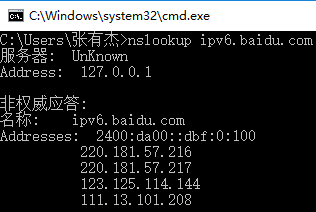 C:\Windows\system32\cmd.exe
C:\Users\张有杰>nslookup ipv6.baidu.com
服务器:  UnKnown
Address:  127.0.0.1
非权威应答:
名称:    ipv6.baidu.com
Addresses:  2400:da00::dbf:0:100
220.181.57.216
220.181.57.217
123.125.114.144
111.13.101.208